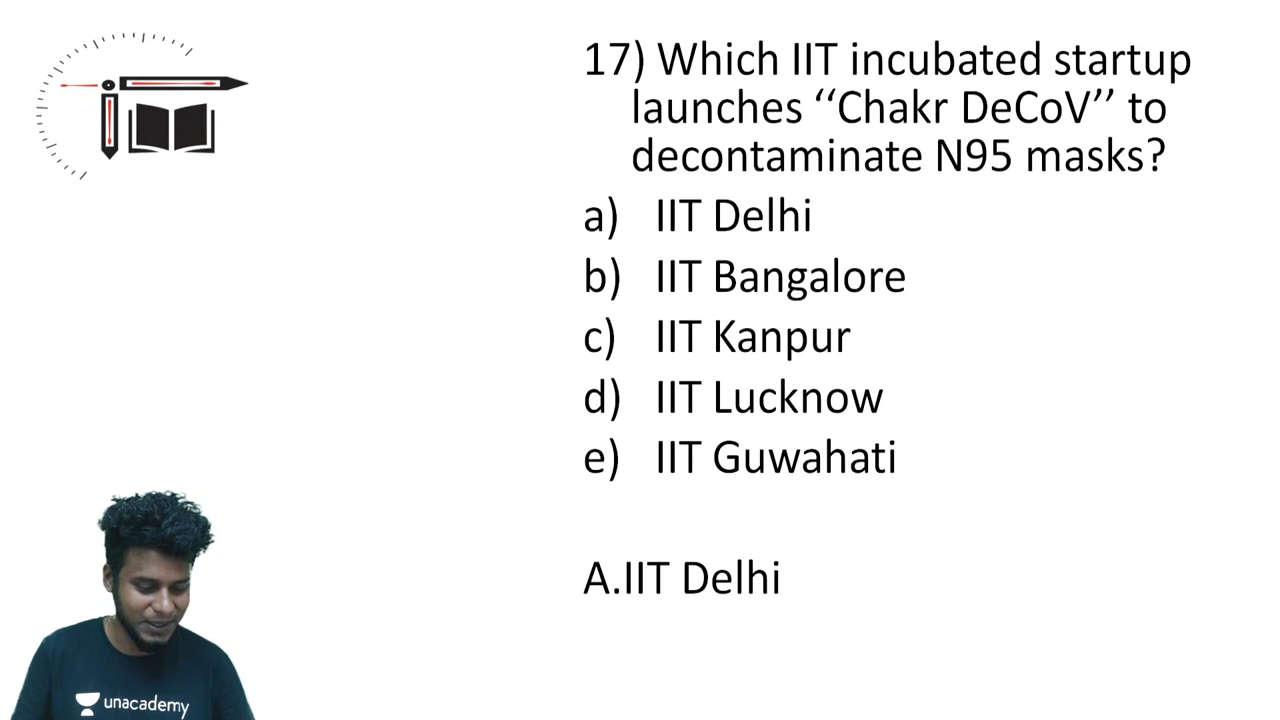 17) Which IIT incubated startup
launches ‘‘Chakr DeCoV’’ to
decontaminate N95 masks?
a) IIT Delhi
b) IIT Bangalore
c) IIT Kanpur
d) IIT Lucknow
e) IIT Guwahati
A.IIT Delhi
unacademy